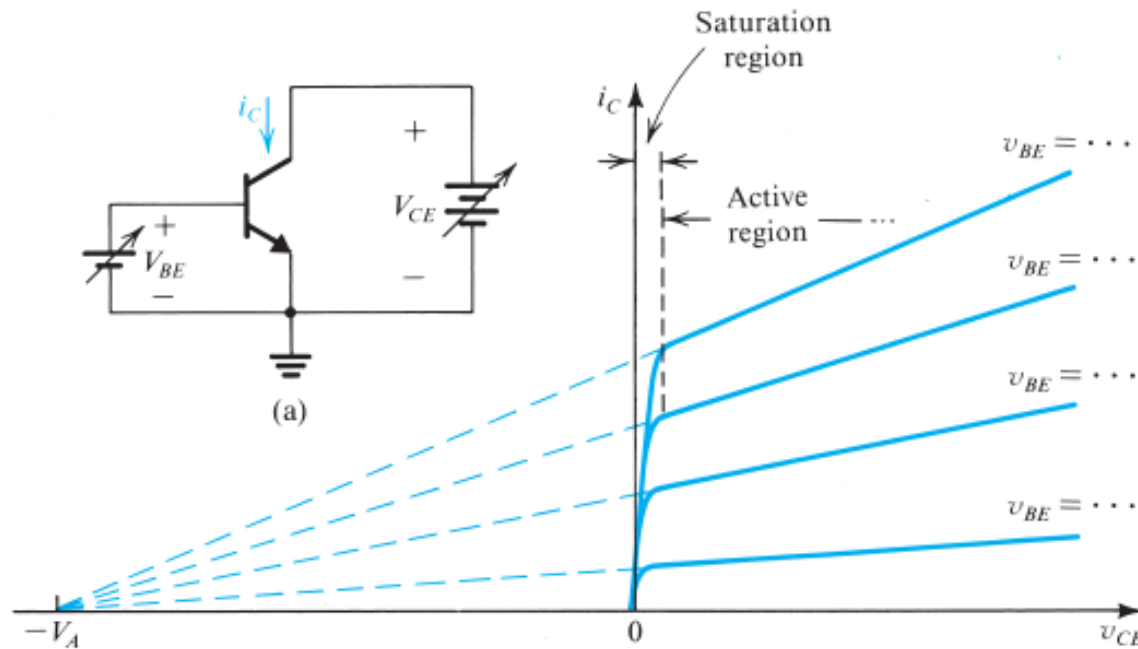 Saturation
region
i_C
i_C
v_BE = · · ·
+
+
V_CE
Active
region
...
V_BE
v_BE = · · ·
−
−
(a)
v_BE = · · ·
v_BE = · · ·
−V_A
0
v_CE